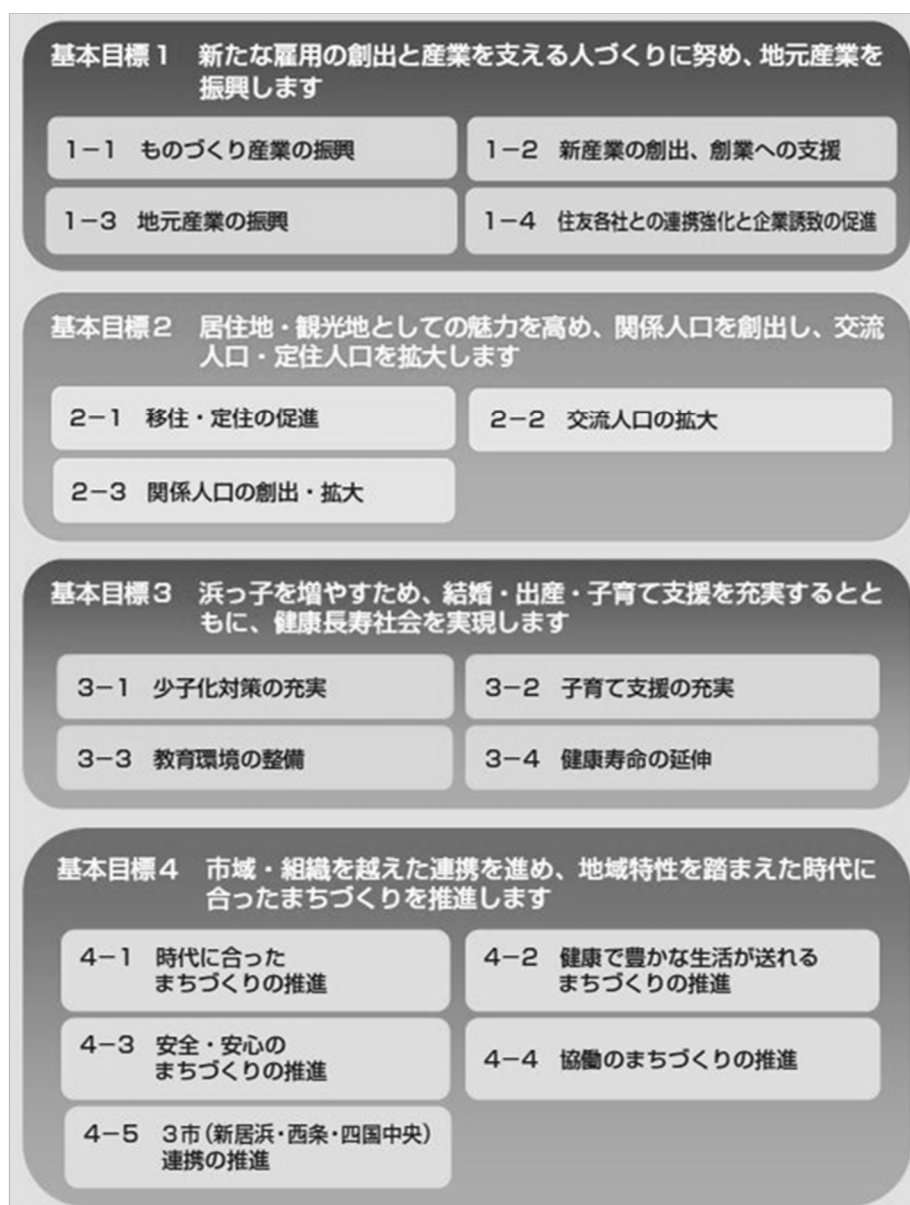 基本目標1 新たな雇用の創出と産業を支える人づくりに努め、地元産業を
振興します
1−1 ものづくり産業の振興
1−2 新産業の創出、創業への支援
1−3 地元産業の振興
1−4 住友各社との連携強化と企業誘致の促進
基本目標2 居住地・観光地としての魅力を高め、関係人口を創出し、交流
人口・定住人口を拡大します
2−1 移住・定住の促進
2−2 交流人口の拡大
2−3 関係人口の創出・拡大
基本目標3 浜っ子を増やすため、結婚・出産・子育て支援を充実するとと
もに、健康長寿社会を実現します
3−1 少子化対策の充実
3−2 子育て支援の充実
3−3 教育環境の整備
3−4 健康寿命の延伸
基本目標4 市域・組織を越えた連携を進め、地域特性を踏まえた時代に
合ったまちづくりを推進します
4−1 時代に合った
まちづくりの推進
4−2 健康で豊かな生活が送れる
まちづくりの推進
4−3 安全・安心の
まちづくりの推進
4−4 協働のまちづくりの推進
4−5 3市(新居浜・西条・四国中央)
連携の推進